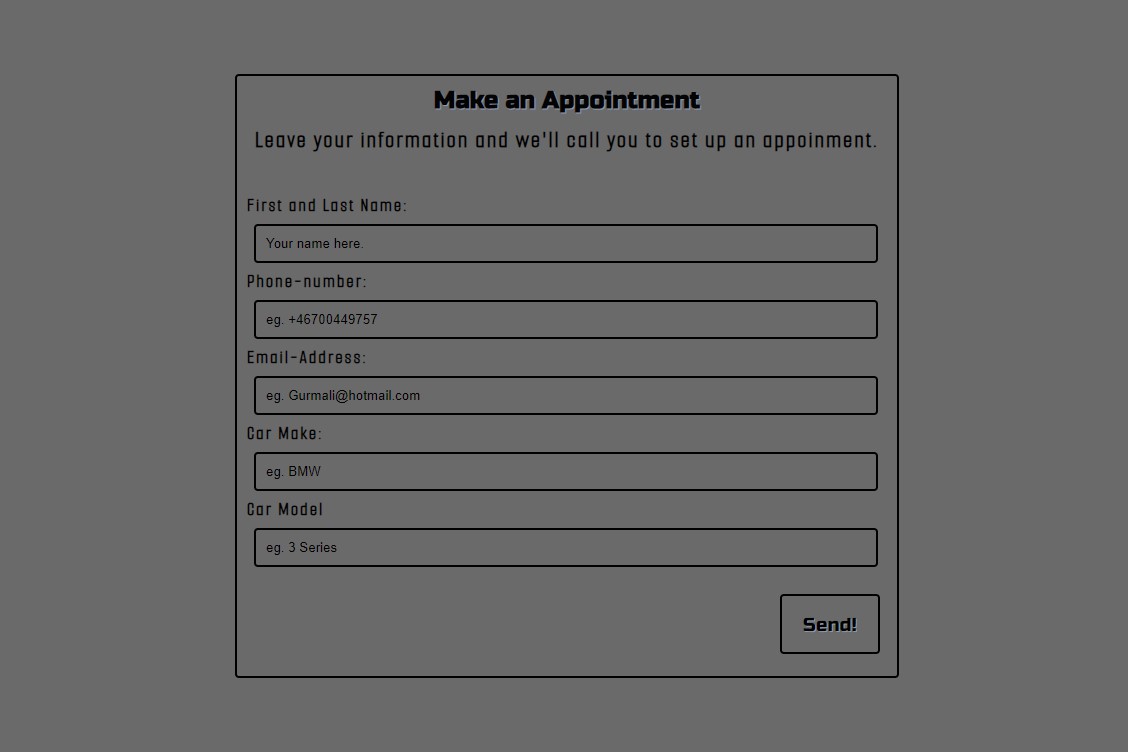 Make an Appointment
Leave your information and we'll call you to set up an appoinment.
First and Last Name:
Your name here.
Phone-number:
eg. +46700449757
Email-Address:
eg. Gurmali@hotmail.com
Car Make:
eg. BMW
Car Model
eg. 3 Series
Send!